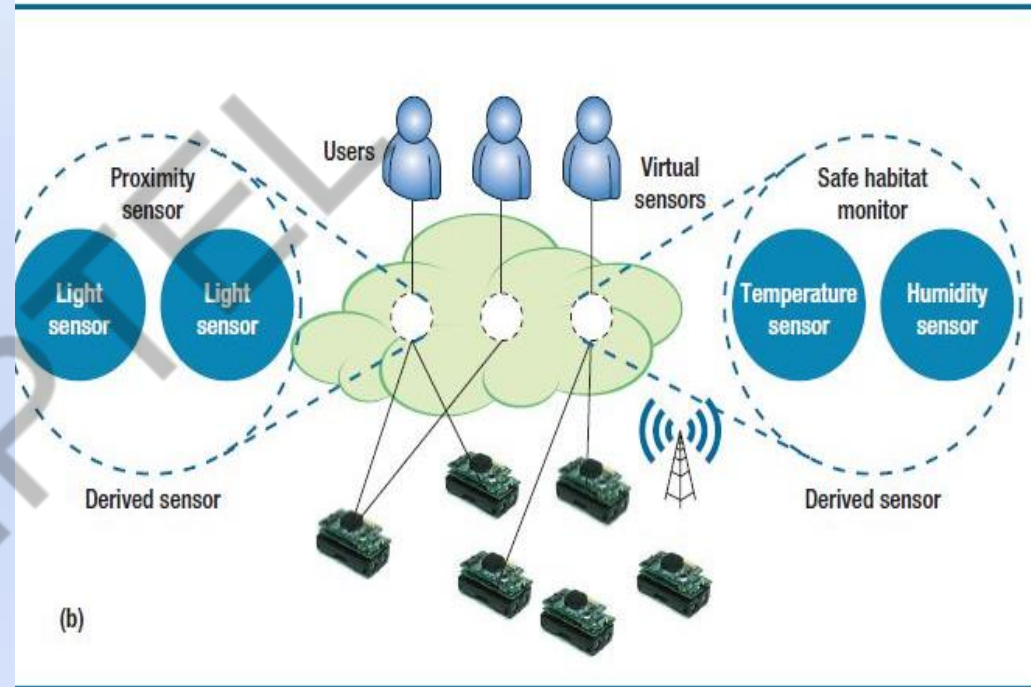 Users
Virtual
sensors
Proximity
sensor
Light
sensor
Light
sensor
Derived sensor
Safe habitat
monitor
Temperature
sensor
Humidity
sensor
Derived sensor
(b)
PTEL